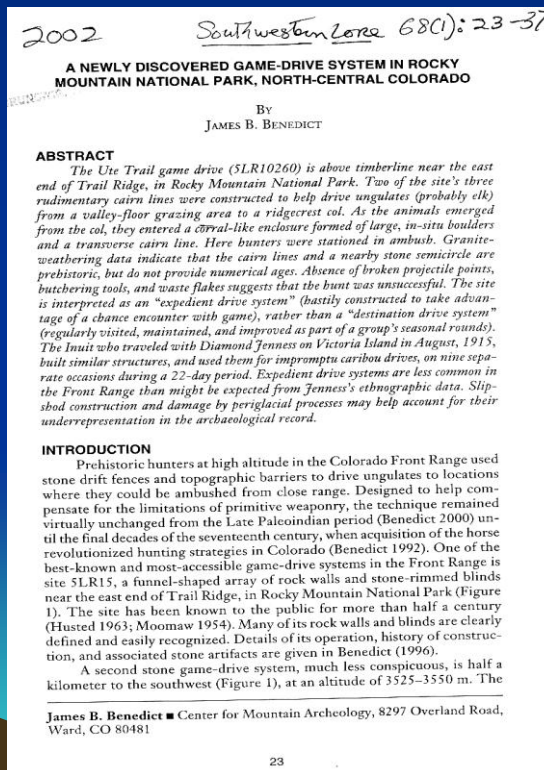 2002
Southwestern Lore 68(1): 23-37
A NEWLY DISCOVERED GAME-DRIVE SYSTEM IN ROCKY
MOUNTAIN NATIONAL PARK, NORTH-CENTRAL COLORADO
BY
JAMES B. BENEDICT
ABSTRACT
The Ute Trail game drive (5LR10260) is above timberline near the east
end of Trail Ridge, in Rocky Mountain National Park. Two of the site's three
rudimentary cairn lines were constructed to help drive ungulates (probably elk)
from a valley-floor grazing area to a ridgecrest col. As the animals emerged
from the col, they entered a corral-like enclosure formed of large, in-situ boulders
and a transverse cairn line. Here hunters were stationed in ambush. Granite-
weathering data indicate that the cairn lines and a nearby stone semicircle are
prehistoric, but do not provide numerical ages. Absence of broken projectile points,
butchering tools, and waste flakes suggests that the hunt was unsuccessful. The site
is interpreted as an "expedient drive system" (hastily constructed to take advan-
tage of a chance encounter with game), rather than a "destination drive system"
(regularly visited, maintained, and improved as part of a group's seasonal rounds).
The Inuit who traveled with Diamond Jenness on Victoria Island in August, 1915,
built similar structures, and used them for impromptu caribou drives, on nine sepa-
rate occasions during a 22-day period. Expedient drive systems are less common in
the Front Range than might be expected from Jenness's ethnographic data. Slip-
shod construction and damage by periglacial processes may help account for their
underrepresentation in the archaeological record.
INTRODUCTION
Prehistoric hunters at high altitude in the Colorado Front Range used
stone drift fences and topographic barriers to drive ungulates to locations
where they could be ambushed from close range. Designed to help com-
pensate for the limitations of primitive weaponry, the technique remained
virtually unchanged from the Late Paleoindian period (Benedict 2000) un-
til the final decades of the seventeenth century, when acquisition of the horse
revolutionized hunting strategies in Colorado (Benedict 1992). One of the
best-known and most-accessible game-drive systems in the Front Range is
site 5LR15, a funnel-shaped array of rock walls and stone-rimmed blinds
near the east end of Trail Ridge, in Rocky Mountain National Park (Figure
1). The site has been known to the public for more than half a century
(Husted 1963; Moomaw 1954). Many of its rock walls and blinds are clearly
defined and easily recognized. Details of its operation, history of construc-
tion, and associated stone artifacts are given in Benedict (1996).
A second stone game-drive system, much less conspicuous, is half a
kilometer to the southwest (Figure 1), at an altitude of 3525–3550 m. The
James B. Benedict ■ Center for Mountain Archeology, 8297 Overland Road,
Ward, CO 80481
23